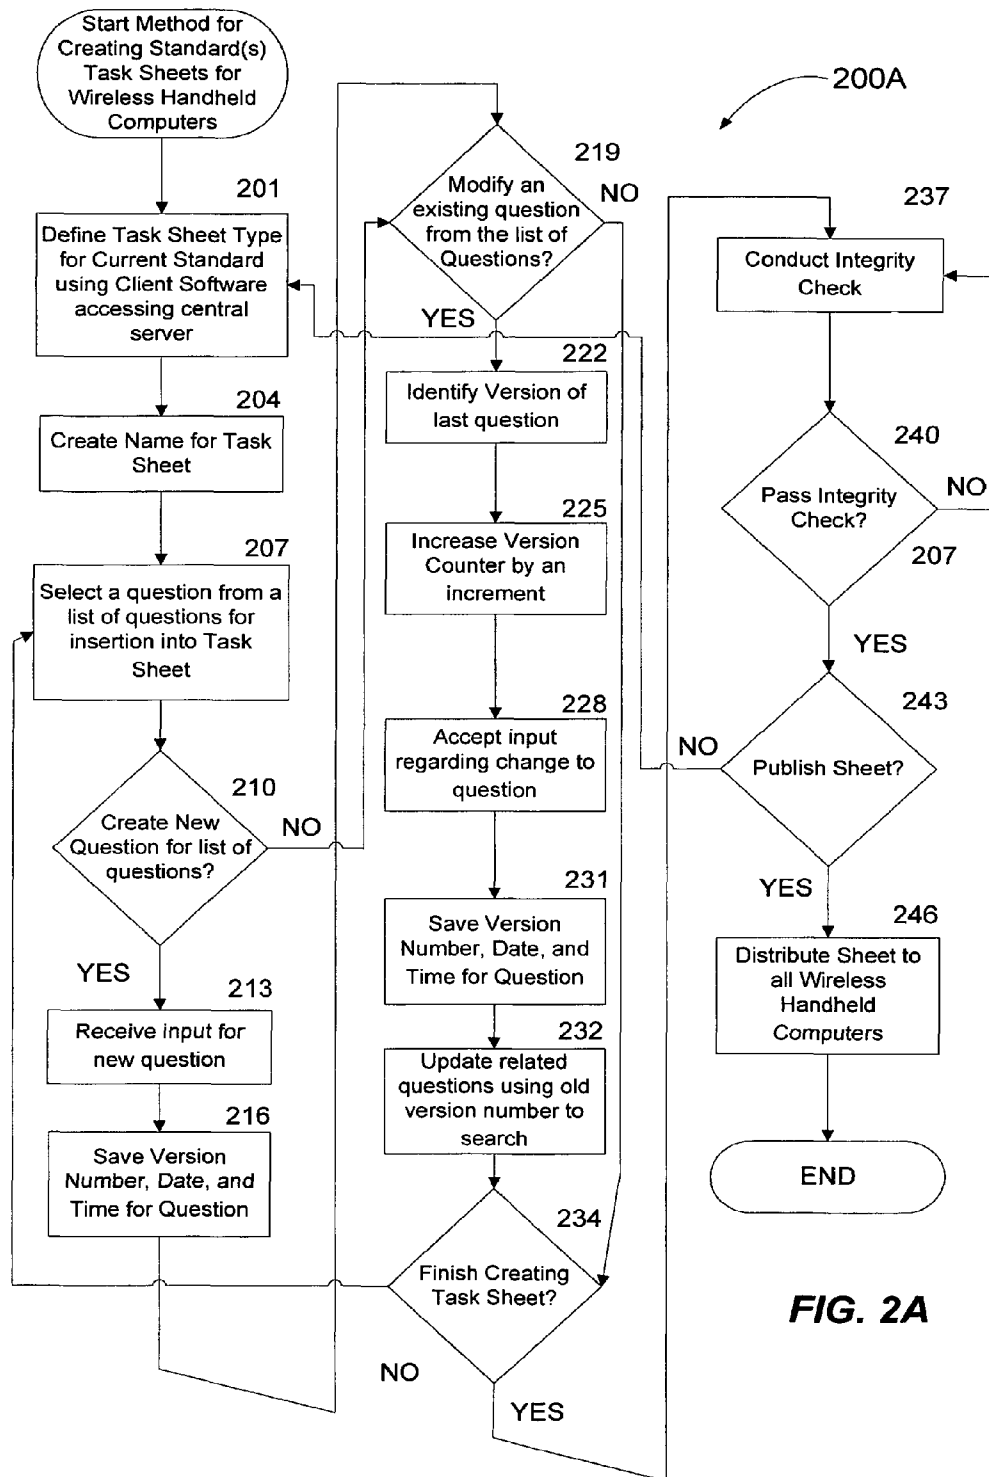 Start Method for
Creating Standard(s)
Task Sheets for
Wireless Handheld
Computers
200A
201
Define Task Sheet Type
for Current Standard
using Client Software
accessing central
server
204
Create Name for Task
Sheet
207
Select a question from a
list of questions for
insertion into Task
Sheet
210
Create New
Question for list of
questions?
NO
YES
213
Receive input for
new question
216
Save Version
Number, Date, and
Time for Question
219
Modify an
existing question
from the list of
Questions?
NO
YES
222
Identify Version of
last question
225
Increase Version
Counter by an
increment
228
Accept input
regarding change to
question
231
Save Version
Number, Date, and
Time for Question
232
Update related
questions using old
version number to
search
234
Finish Creating
Task Sheet?
NO
YES
237
Conduct Integrity
Check
240
Pass Integrity
Check?
NO
207
YES
243
Publish Sheet?
NO
YES
246
Distribute Sheet to
all Wireless
Handheld
Computers
END
FIG. 2A